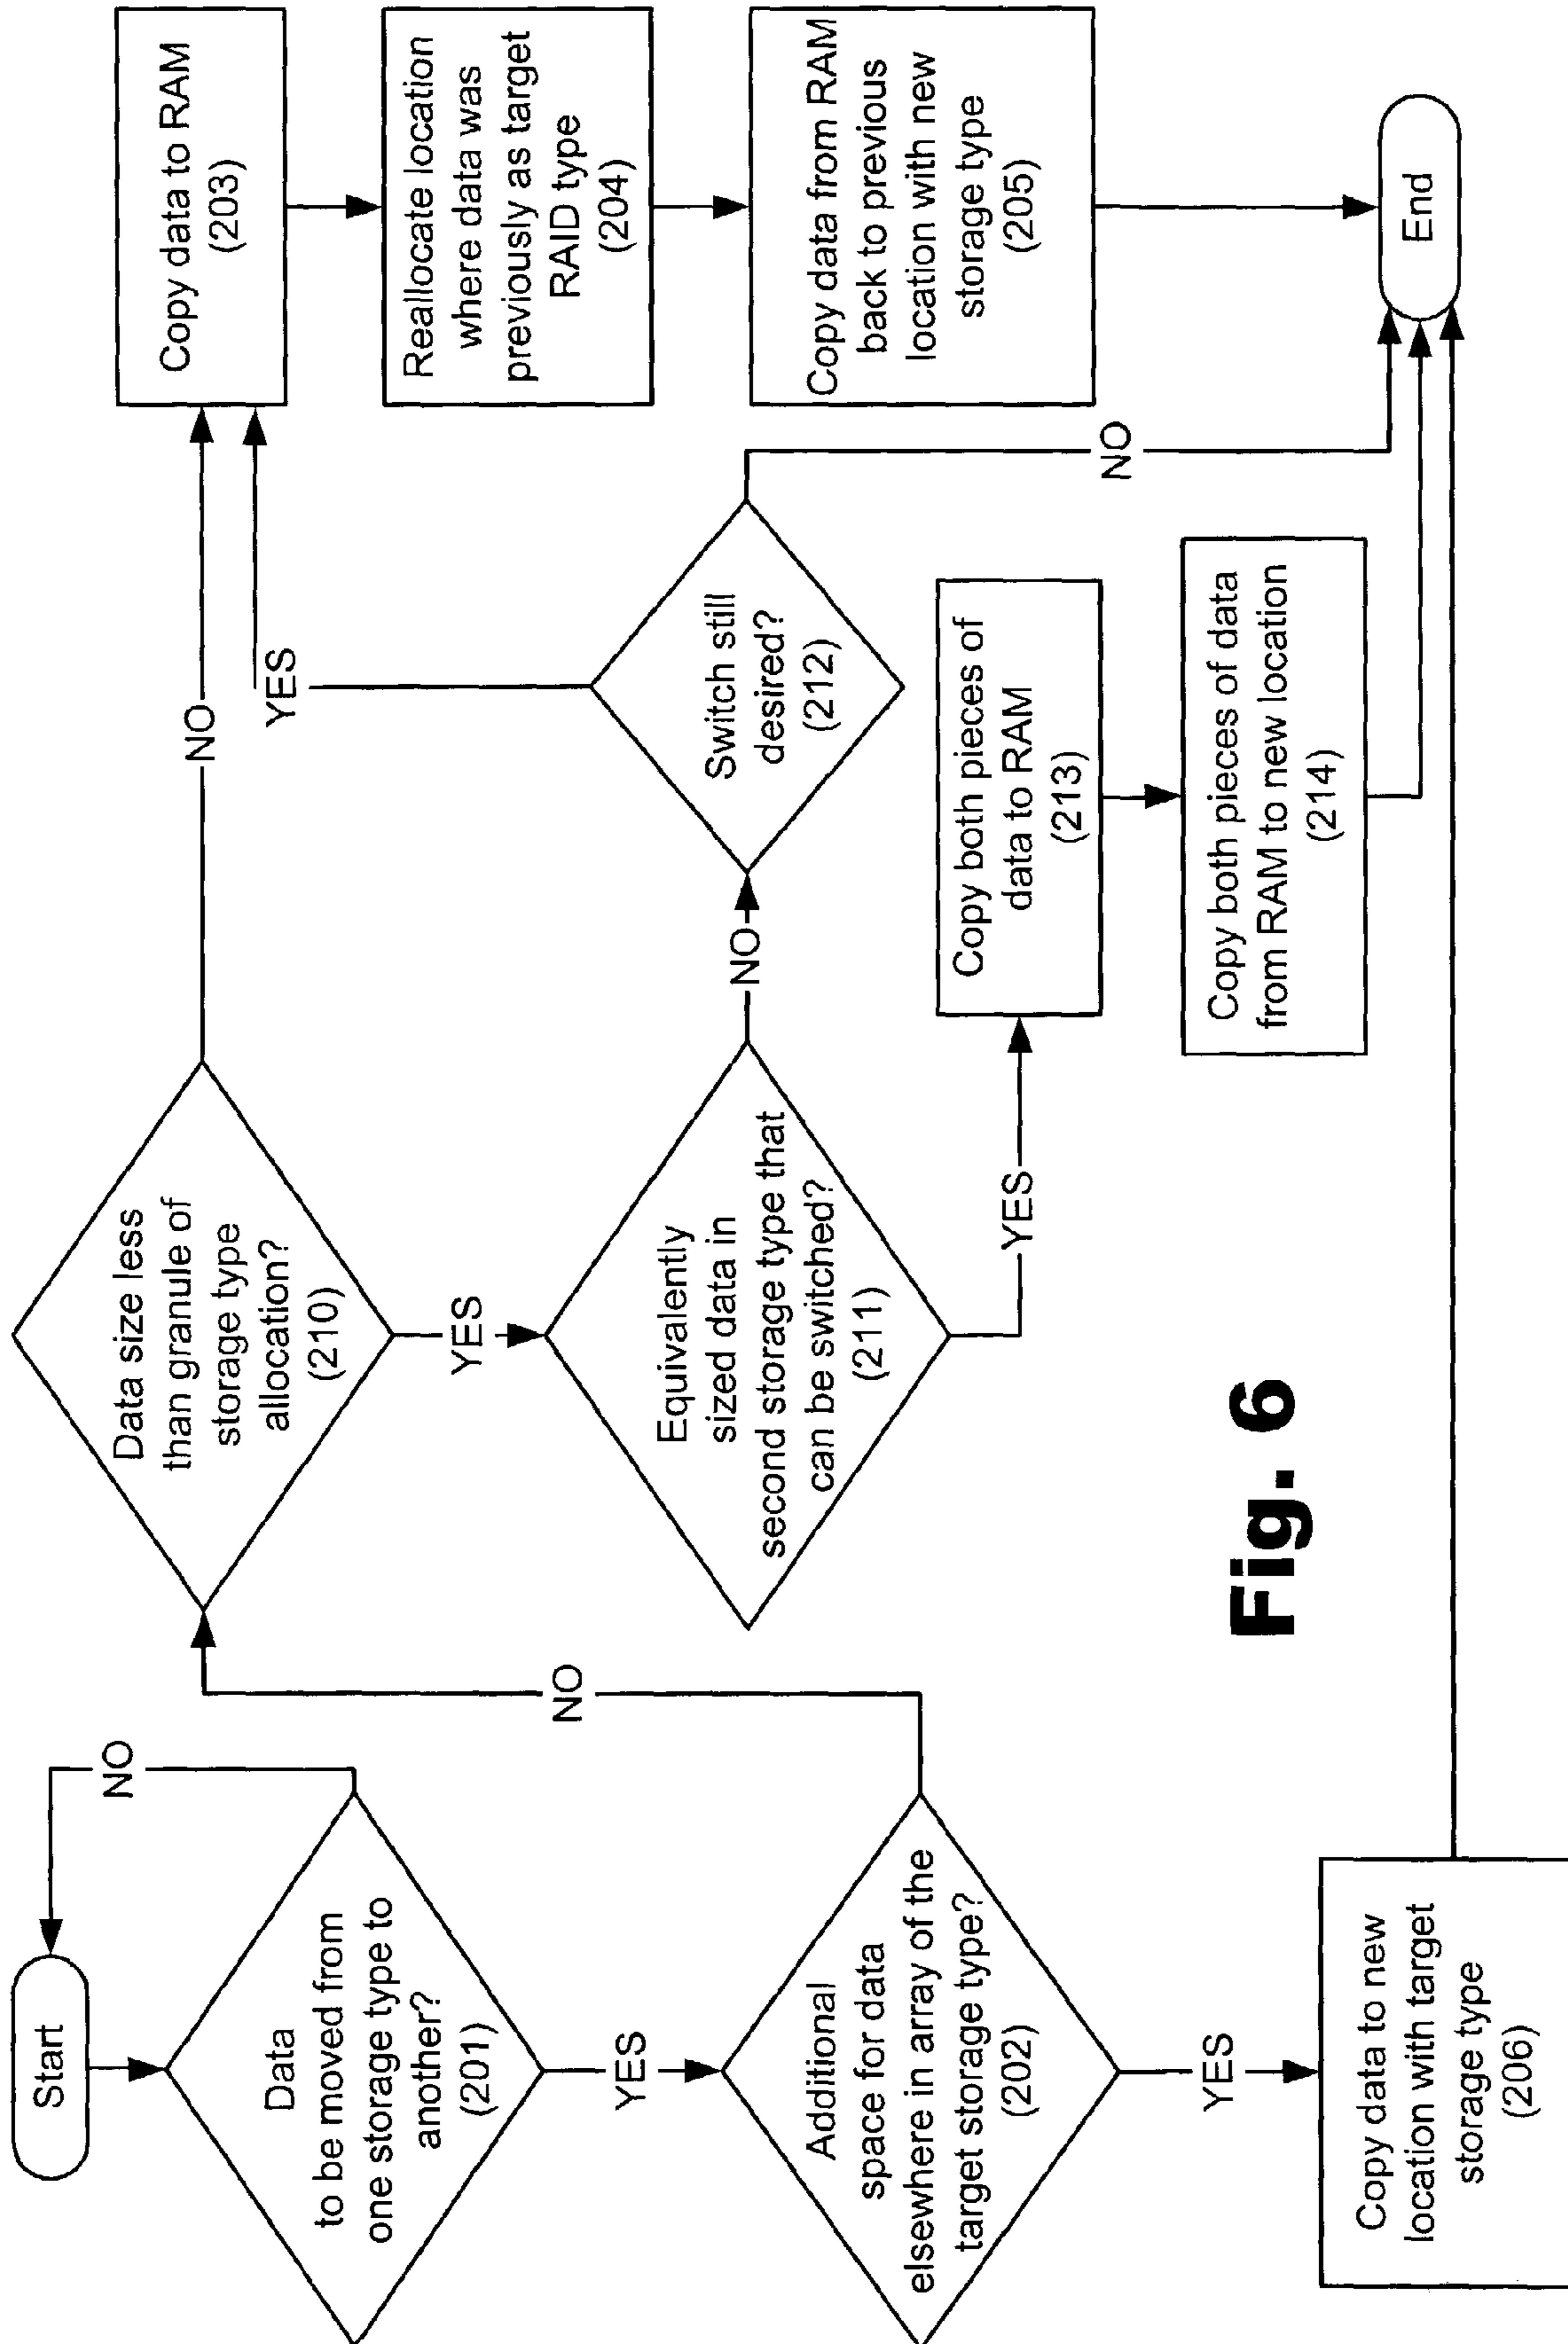 Start
NO
Data
to be moved from
one storage type to
another?
(201)
YES
Additional
space for data
elsewhere in array of the
target storage type?
(202)
NO
YES
Copy data to new
location with target
storage type
(206)
Data size less
than granule of
storage type
allocation?
(210)
NO
YES
Equivalently
sized data in
second storage type that
can be switched?
(211)
NO
YES
Switch still
desired?
(212)
YES
NO
Copy both pieces of
data to RAM
(213)
Copy both pieces of data
from RAM to new location
(214)
Copy data to RAM
(203)
Reallocate location
where data was
previously as target
RAID type
(204)
Copy data from RAM
back to previous
location with new
storage type
(205)
End
Fig. 6